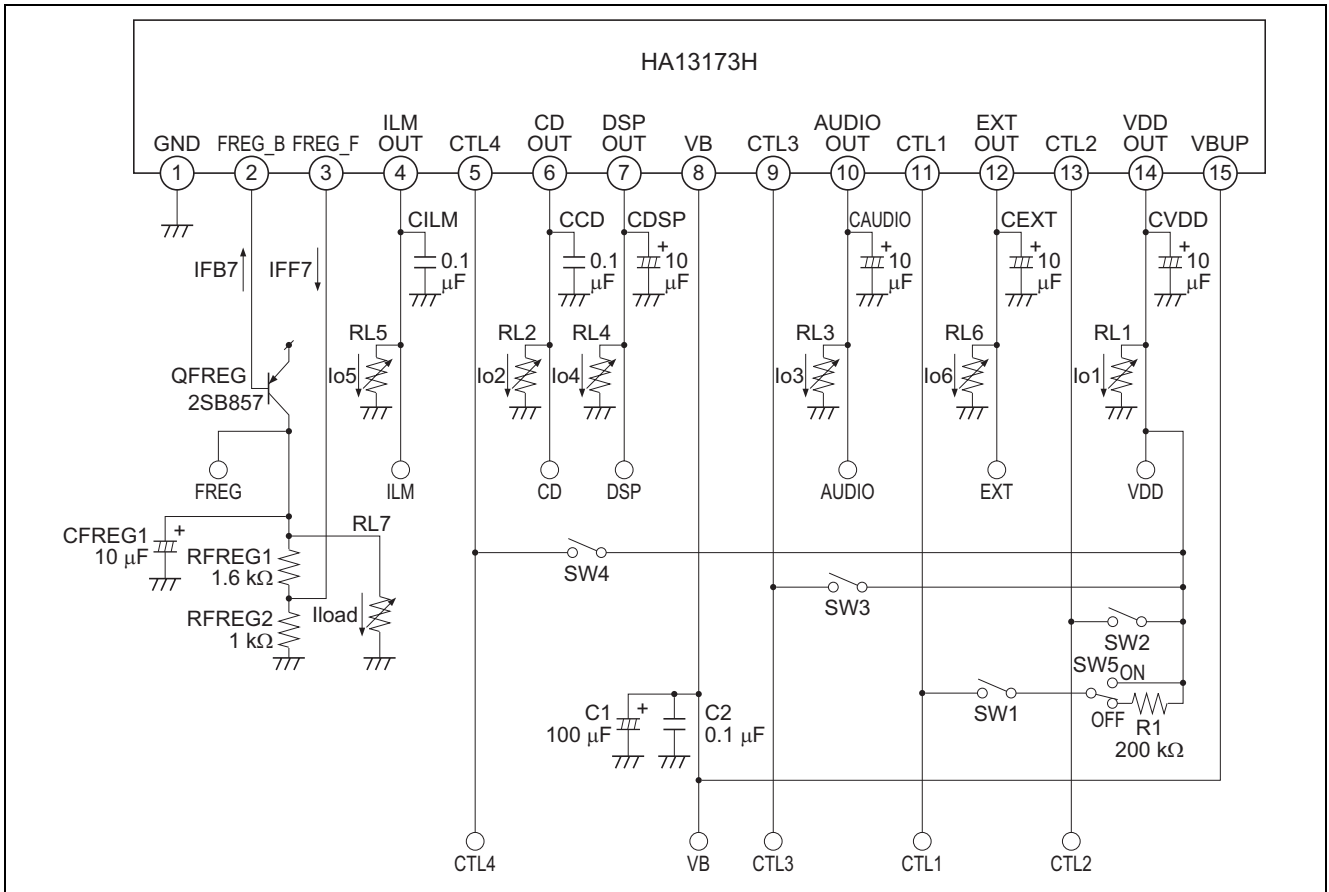 HA13173H
GND FREG_B FREG_F ILM OUT CTL4 CD OUT DSP OUT VB CTL3 AUDIO OUT CTL1 EXT OUT CTL2 VDD OUT VBUP
1 2 3 4 5 6 7 8 9 10 11 12 13 14 15
CILM CCD CDSP CAUDIO CEXT CVDD
IFB7 IFF7
0.1 μF
0.1 μF
+ 10 μF
+ 10 μF
+ 10 μF
+ 10 μF
RL5 RL2 RL4 RL3 RL6 RL1
Io5 Io2 Io4 Io3 Io6 Io1
QFREG
2SB857
FREG ILM CD DSP AUDIO EXT VDD
CFREG1 +
10 μF
RL7
RFREG1
1.6 kΩ
RFREG2
1 kΩ
Iload
SW4
SW3
SW2
SW5 ON
OFF
SW1
R1
200 kΩ
C1 +
100 μF
C2
0.1 μF
CTL4 VB CTL3 CTL1 CTL2